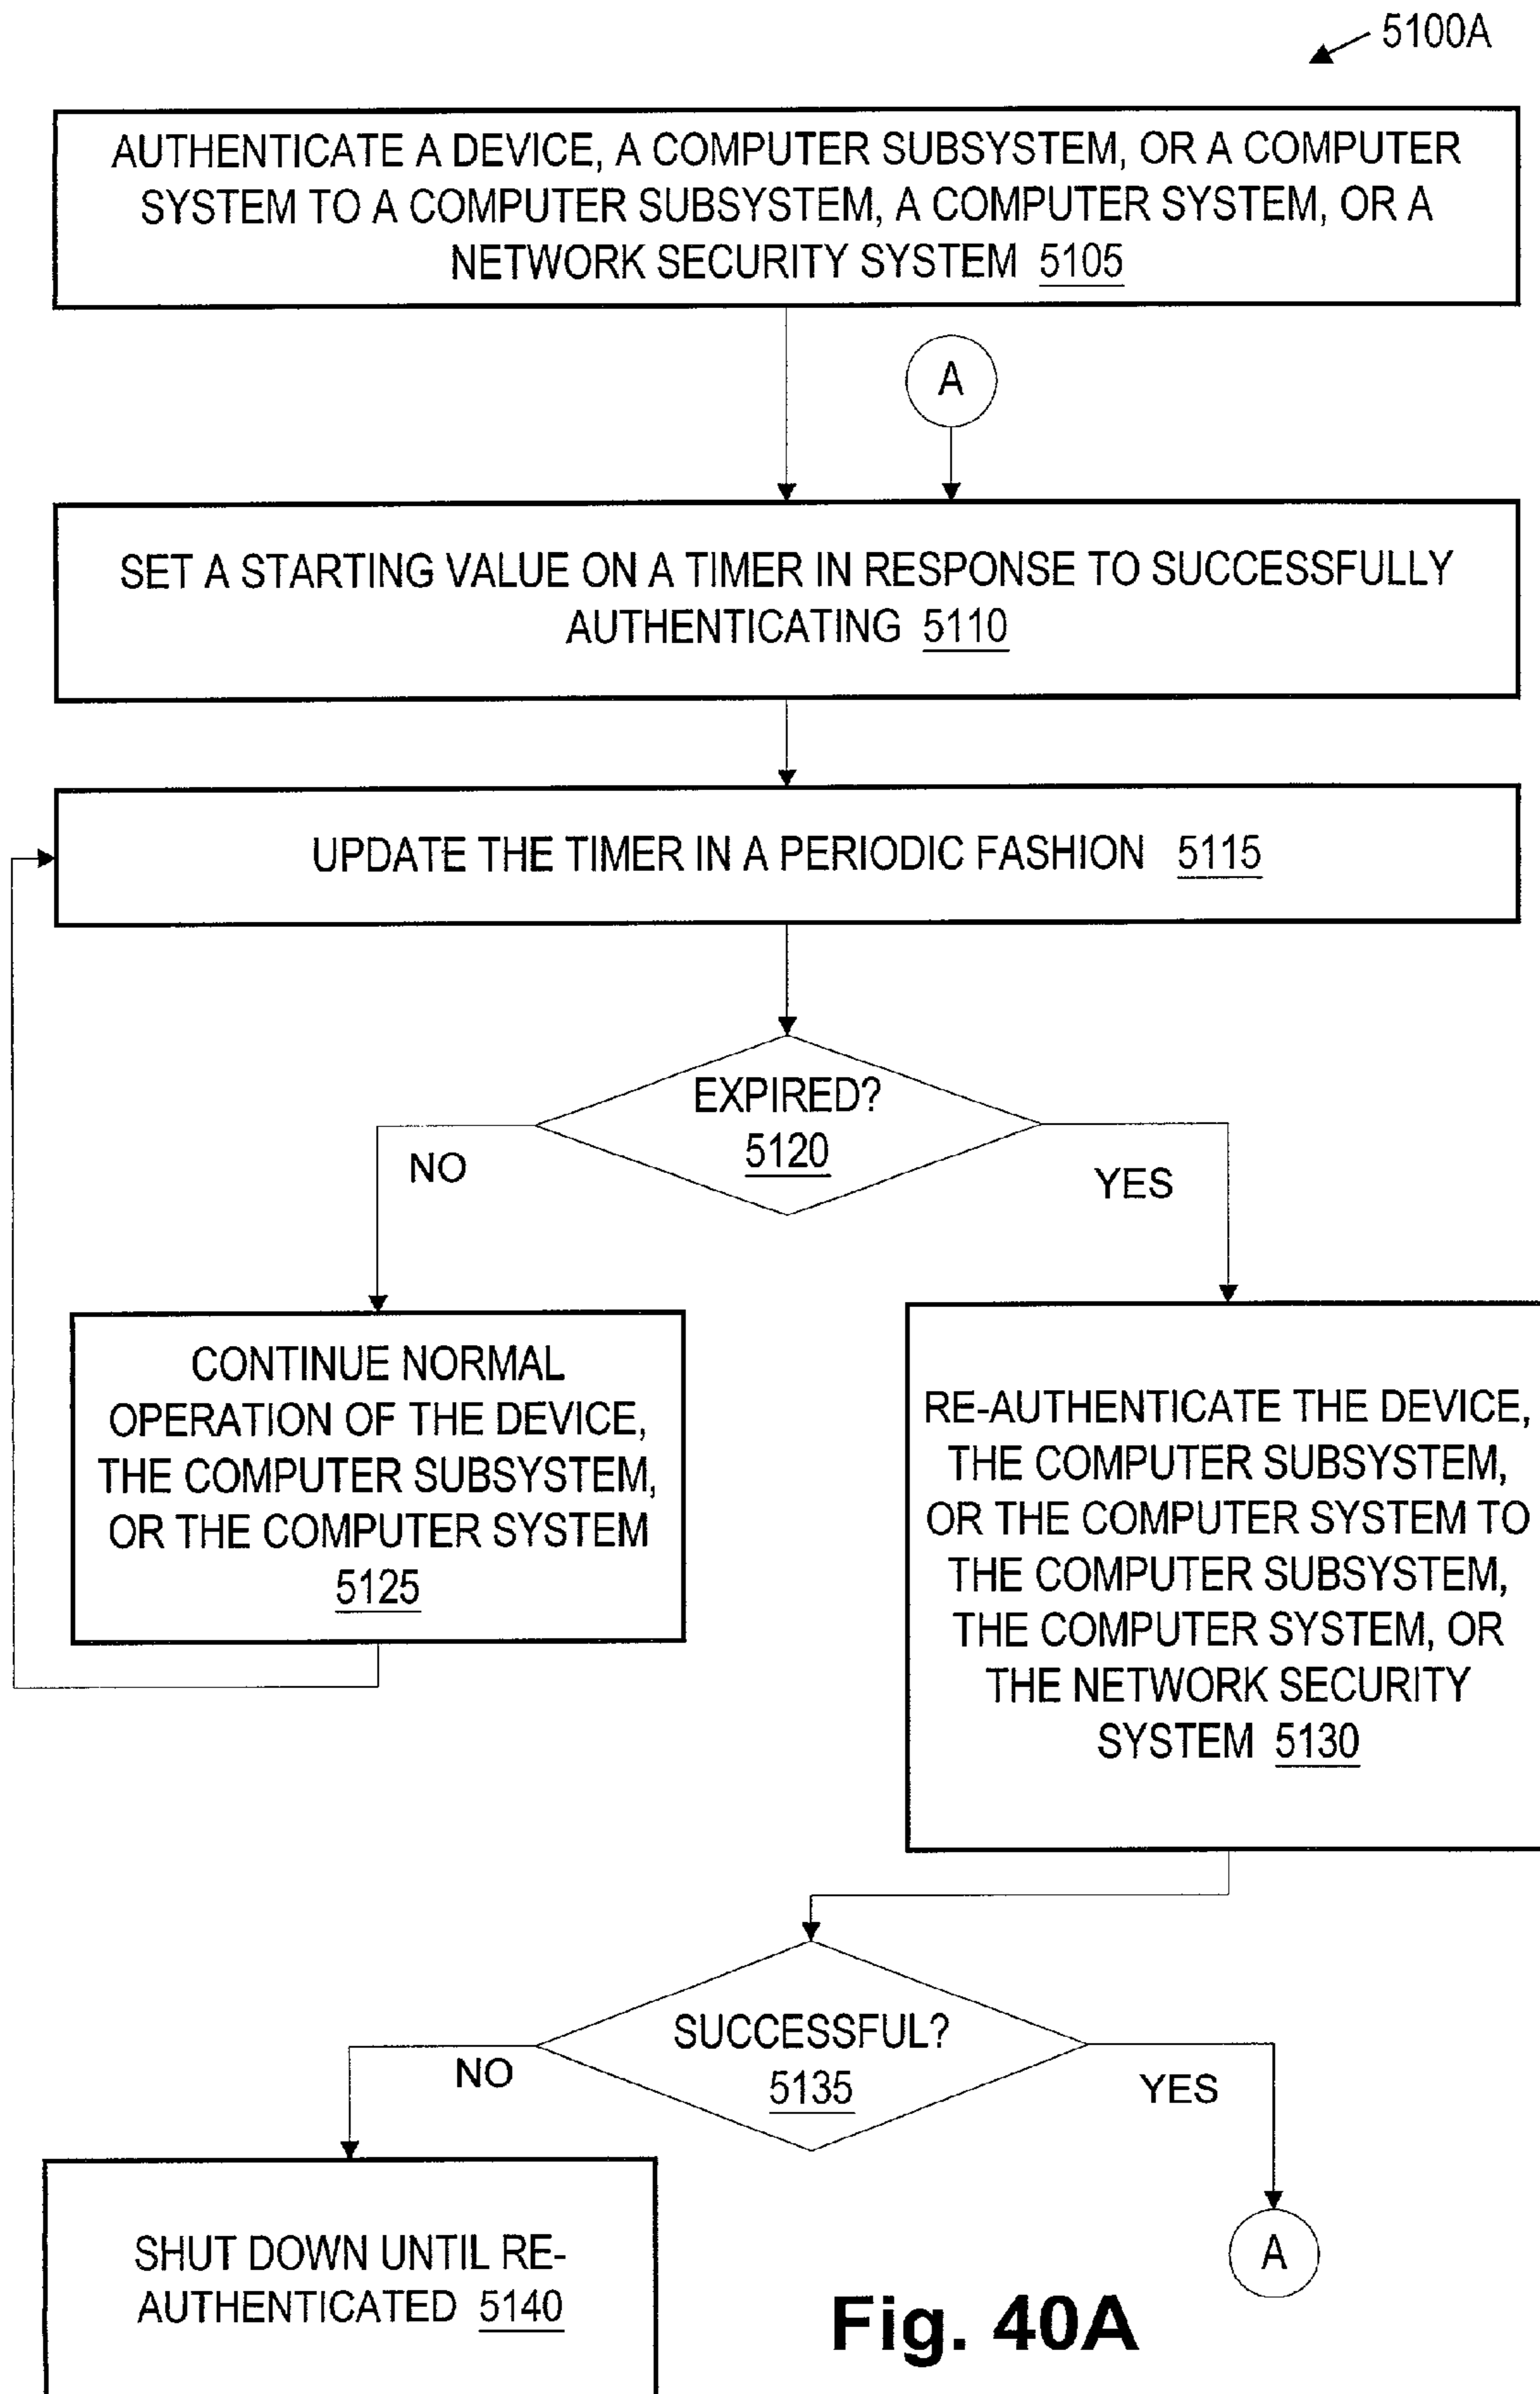 5100A
AUTHENTICATE A DEVICE, A COMPUTER SUBSYSTEM, OR A COMPUTER
SYSTEM TO A COMPUTER SUBSYSTEM, A COMPUTER SYSTEM, OR A
NETWORK SECURITY SYSTEM 5105
A
SET A STARTING VALUE ON A TIMER IN RESPONSE TO SUCCESSFULLY
AUTHENTICATING 5110
UPDATE THE TIMER IN A PERIODIC FASHION 5115
EXPIRED?
5120
NO
YES
CONTINUE NORMAL
OPERATION OF THE DEVICE,
THE COMPUTER SUBSYSTEM,
OR THE COMPUTER SYSTEM
5125
RE-AUTHENTICATE THE DEVICE,
THE COMPUTER SUBSYSTEM,
OR THE COMPUTER SYSTEM TO
THE COMPUTER SUBSYSTEM,
THE COMPUTER SYSTEM, OR
THE NETWORK SECURITY
SYSTEM 5130
SUCCESSFUL?
5135
NO
YES
SHUT DOWN UNTIL RE-
AUTHENTICATED 5140
A
Fig. 40A